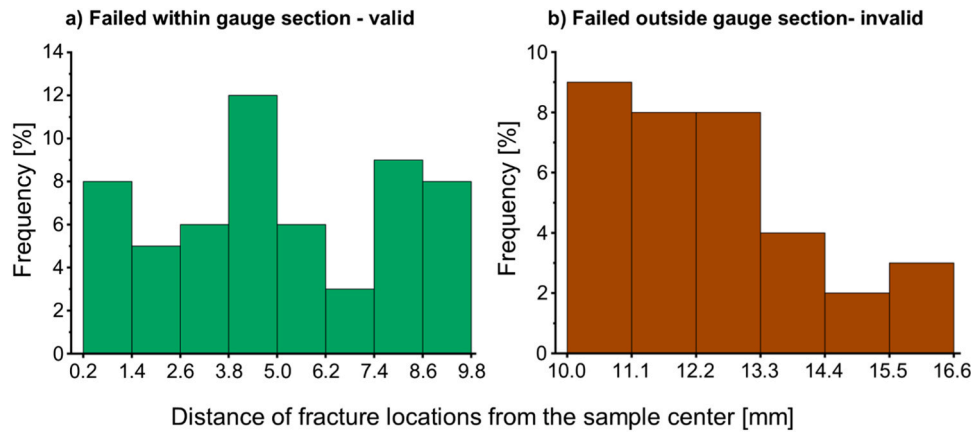 a) Failed within gauge section - valid
b) Failed outside gauge section- invalid
Frequency [%]
14
12
10
8
6
4
2
0
0.2 1.4 2.6 3.8 5.0 6.2 7.4 8.6 9.8
Frequency [%]
10
8
6
4
2
0
10.0 11.1 12.2 13.3 14.4 15.5 16.6
Distance of fracture locations from the sample center [mm]